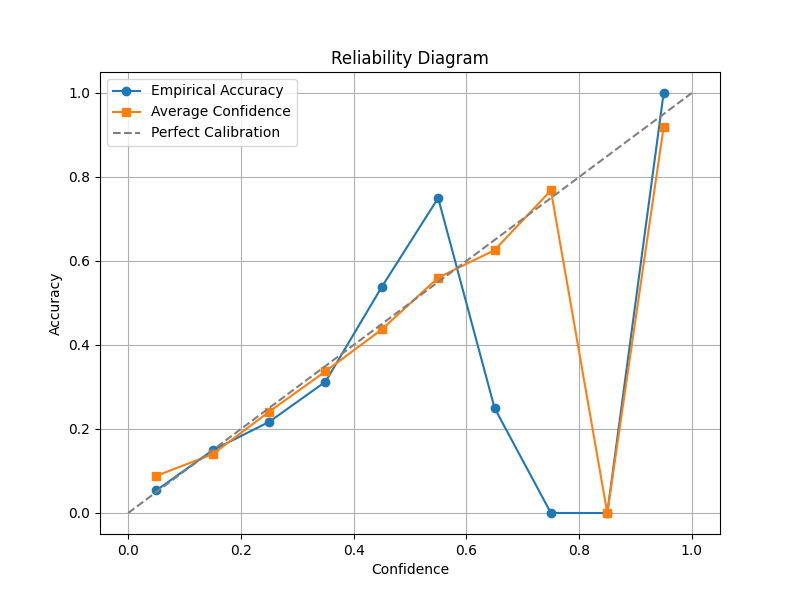 Reliability Diagram
Empirical Accuracy
Average Confidence
Perfect Calibration
Accuracy
1.0
0.8
0.6
0.4
0.2
0.0
0.0 0.2 0.4 0.6 0.8 1.0
Confidence